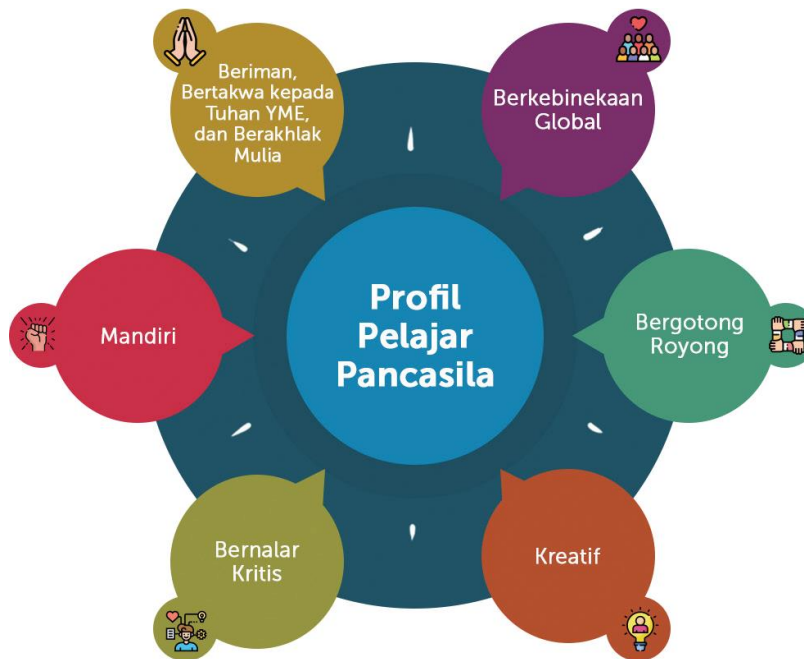 Beriman,
Bertakwa kepada
Tuhan YME,
dan Berakhlak
Mulia
Berkebinekaan
Global
Profil
Pelajar
Pancasila
Mandiri
Bergotong
Royong
Bernalar
Kritis
Kreatif